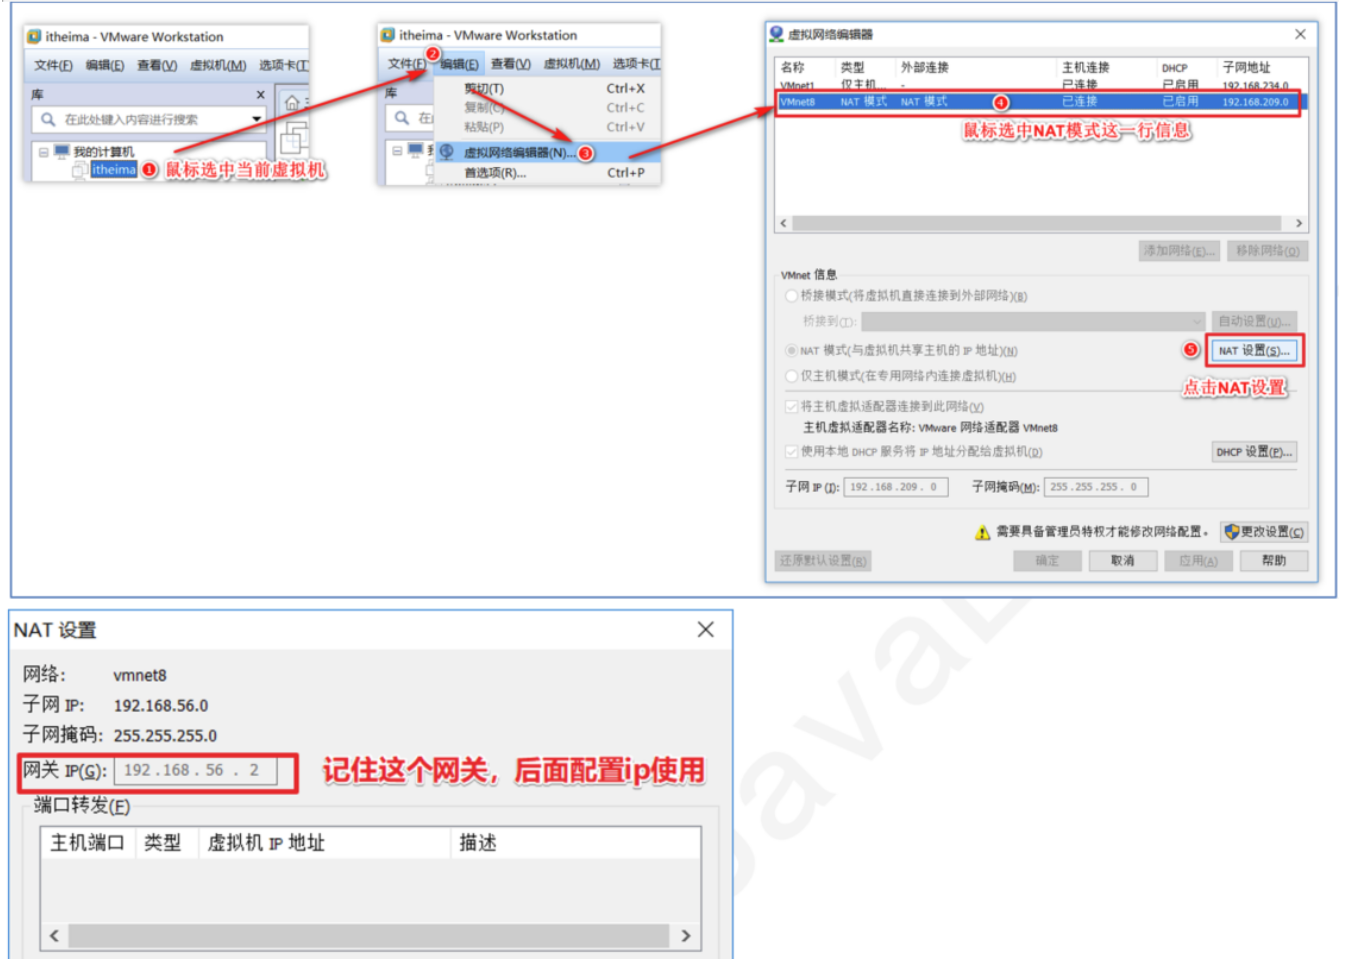 itheima - VMware Workstation
文件(F) 编辑(E) 查看(V) 虚拟机(M) 选项卡(T
库 x
在此处键入内容进行搜索
我的计算机
itheima 1 鼠标选中当前虚拟机
itheima - VMware Workstation
2
文件(F) 编辑(E) 查看(V) 虚拟机(M) 选项卡(T
剪切(T) Ctrl+X
库 复制(C) Ctrl+C
在 粘贴(P) Ctrl+V
虚拟网络编辑器(N)... 3
首选项(R)... Ctrl+P
虚拟网络编辑器
名称 类型 外部连接 主机连接 DHCP 子网地址
VMnet1 仅主机... - 已连接 已启用 192.168.234.0
VMnet8 NAT 模式 NAT 模式 4 已连接 已启用 192.168.209.0
鼠标选中NAT模式这一行信息
添加网络(E)... 移除网络(O)
VMnet 信息
桥接模式(将虚拟机直接连接到外部网络)(B)
桥接到(T): 自动设置(U)...
NAT 模式(与虚拟机共享主机的 IP 地址)(N) 5 NAT 设置(S)...
仅主机模式(在专用网络内连接虚拟机)(H)
点击NAT设置
将主机虚拟适配器连接到此网络(V)
主机虚拟适配器名称: VMware 网络适配器 VMnet8
使用本地 DHCP 服务将 IP 地址分配给虚拟机(D) DHCP 设置(P)...
子网 IP (I): 192 .168 .209 . 0 子网掩码(M): 255 .255 .255 . 0
需要具备管理员特权才能修改网络配置。 更改设置(C)
还原默认设置(R) 确定 取消 应用(A) 帮助
NAT 设置
网络: vmnet8
子网 IP: 192.168.56.0
子网掩码: 255.255.255.0
网关 IP(G): 192 . 168 . 56 . 2 记住这个网关，后面配置ip使用
端口转发(F)
主机端口 类型 虚拟机 IP 地址 描述